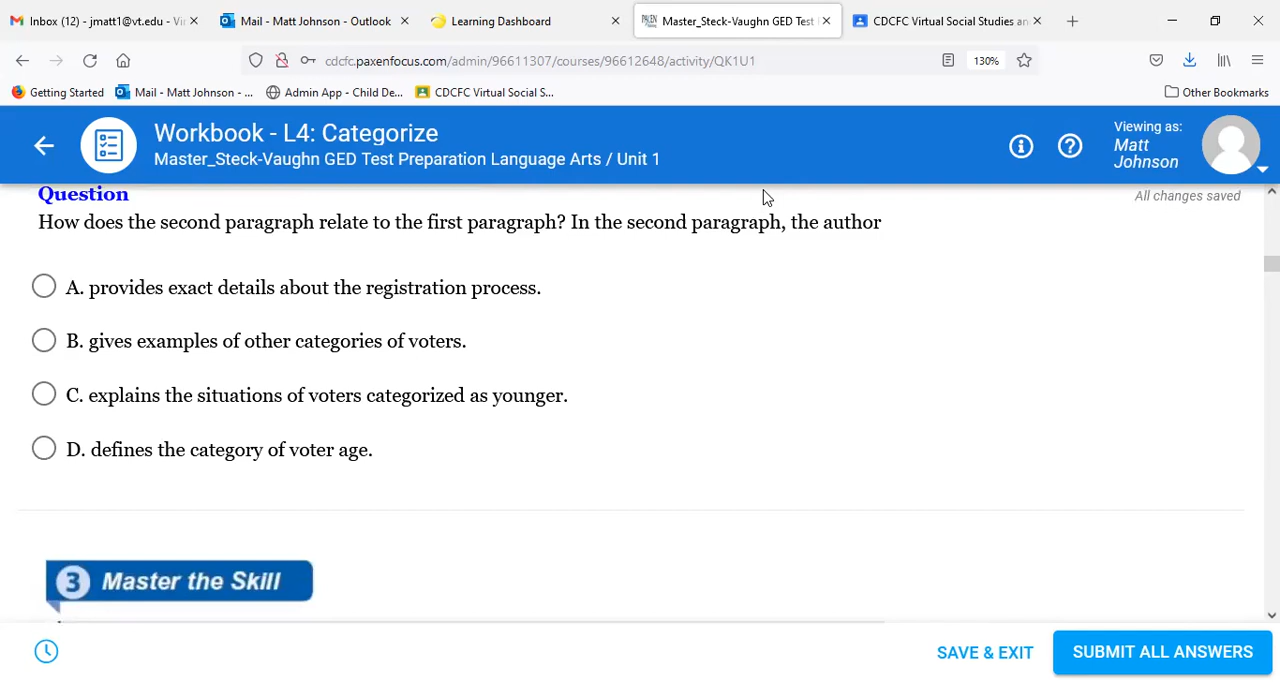 Inbox (12) - jmatt1@vt.edu - Vi
Mail - Matt Johnson - Outlook
Learning Dashboard
Master_Steck-Vaughn GED Test
CDCFC Virtual Social Studies an
cdcfc.paxenfocus.com/admin/96611307/courses/96612648/activity/QK1U1
130%
Getting Started
Mail - Matt Johnson - ...
Admin App - Child De...
CDCFC Virtual Social S...
Other Bookmarks
Workbook - L4: Categorize
Master_Steck-Vaughn GED Test Preparation Language Arts / Unit 1
Viewing as:
Matt
Johnson
Question
All changes saved
How does the second paragraph relate to the first paragraph? In the second paragraph, the author
A. provides exact details about the registration process.
B. gives examples of other categories of voters.
C. explains the situations of voters categorized as younger.
D. defines the category of voter age.
3 Master the Skill
SAVE & EXIT
SUBMIT ALL ANSWERS